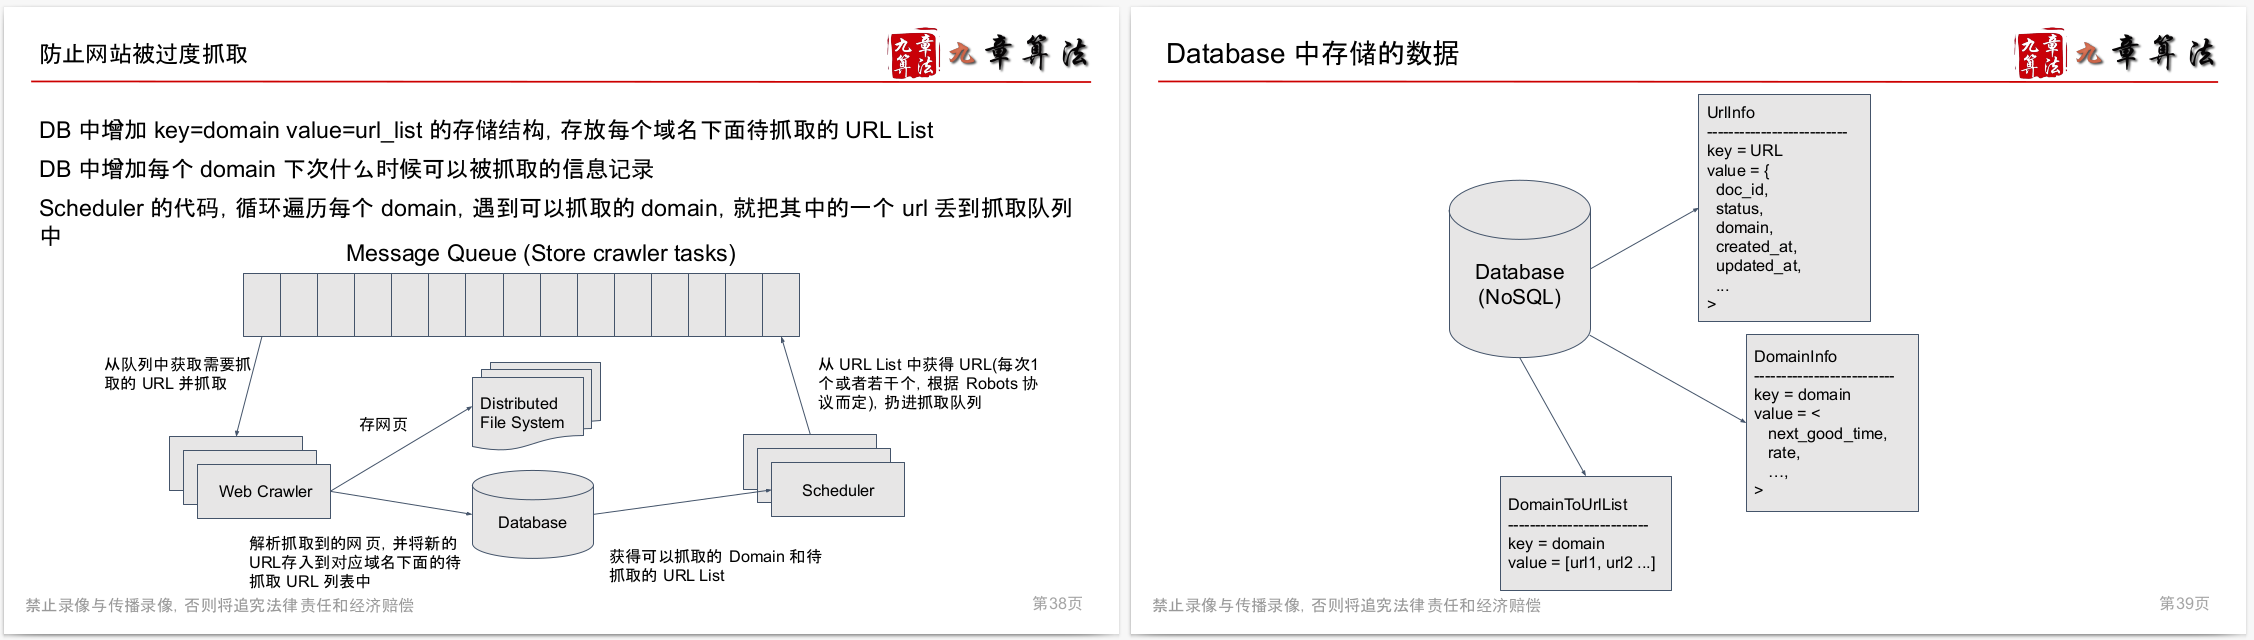 防止网站被过度抓取
九章算法
九章算法
DB 中增加 key=domain value=url_list 的存储结构, 存放每个域名下面待抓取的 URL List
DB 中增加每个 domain 下次什么时候可以被抓取的信息记录
Scheduler 的代码, 循环遍历每个 domain, 遇到可以抓取的 domain, 就把其中的一个 url 丢到抓取队列
中
Message Queue (Store crawler tasks)
从队列中获取需要抓
取的 URL 并抓取
存网页
Distributed
File System
从 URL List 中获得 URL(每次1
个或者若干个, 根据 Robots 协
议而定), 扔进抓取队列
Web Crawler
Database
Scheduler
解析抓取到的网页, 并将新的
URL存入到对应域名下面的待
抓取 URL 列表中
获得可以抓取的 Domain 和待
抓取的 URL List
禁止录像与传播录像, 否则将追究法律责任和经济赔偿
第38页
Database 中存储的数据
九章算法
九章算法
UrlInfo
--------------------------
key = URL
value = {
doc_id,
status,
domain,
created_at,
updated_at,
...
>
Database
(NoSQL)
DomainInfo
--------------------------
key = domain
value = <
next_good_time,
rate,
...,
>
DomainToUrlList
--------------------------
key = domain
value = [url1, url2 ...]
禁止录像与传播录像, 否则将追究法律责任和经济赔偿
第39页